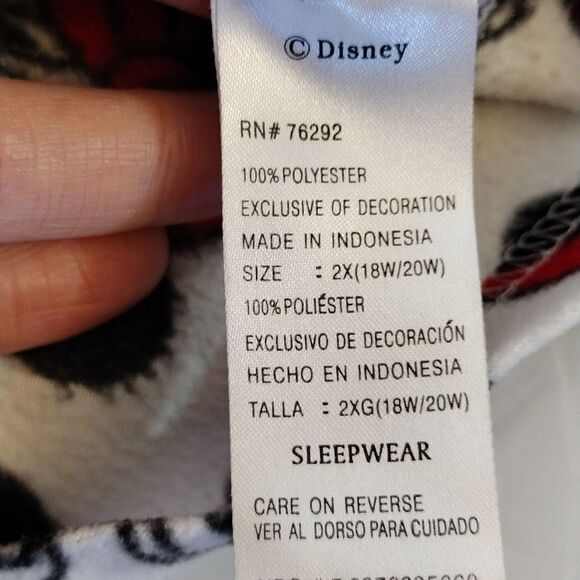 © Disney
RN# 76292
100% POLYESTER
EXCLUSIVE OF DECORATION
MADE IN INDONESIA
SIZE : 2X(18W/20W)
100% POLIÉSTER
EXCLUSIVO DE DECORACIÓN
HECHO EN INDONESIA
TALLA : 2XG(18W/20W)
SLEEPWEAR
CARE ON REVERSE
VER AL DORSO PARA CUIDADO